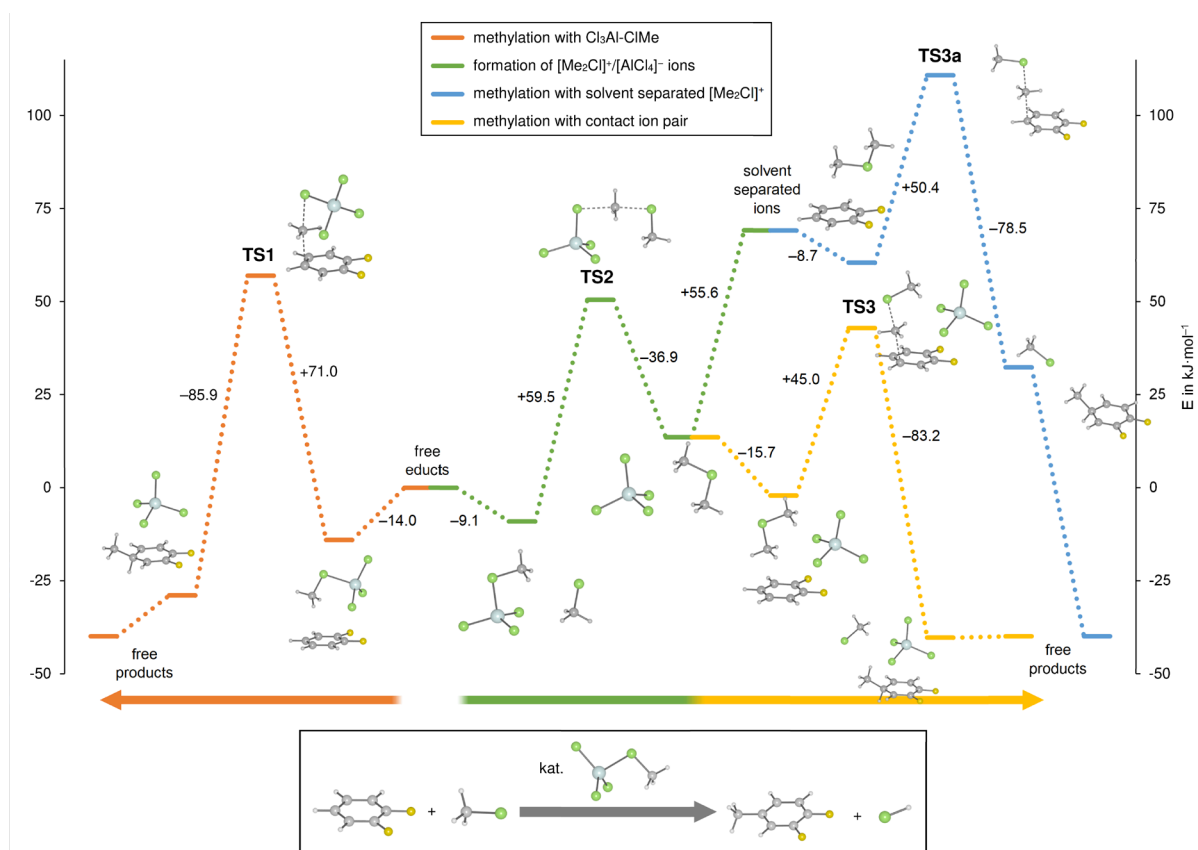 methylation with Cl₃Al-ClMe
formation of [Me₂Cl]⁺/[AlCl₄]⁻ ions
methylation with solvent separated [Me₂Cl]⁺
methylation with contact ion pair
TS3a
100
100
solvent
separated
ions
+50.4
75
75
TS1
TS2
–8.7
–78.5
+55.6
TS3
50
50
–36.9
+71.0
+45.0
–85.9
+59.5
25
25
–83.2
–15.7
free
educts
0
0
–14.0
–9.1
-25
-25
free
products
free
products
-50
-50
E in kJ·mol⁻¹
kat.
+
+